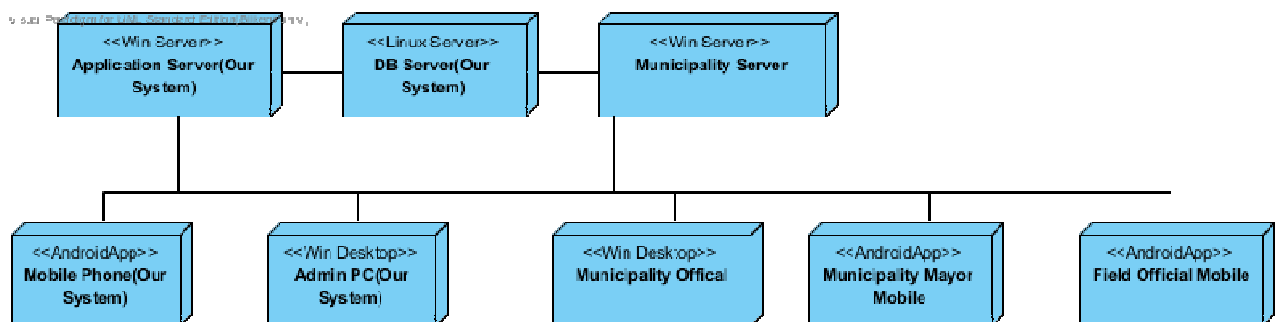 <<Win Server>>
Application Server(Our
System)
<<Linux Server>>
DB Server(Our
System)
<<Win Server>>
Municipality Server
<<AndroidApp>>
Mobile Phone(Our
System)
<<Win Desktop>>
Admin PC(Our
System)
<<Win Desktop>>
Municipality Offical
<<AndroidApp>>
Municipality Mayor
Mobile
<<AndroidApp>>
Field Official Mobile